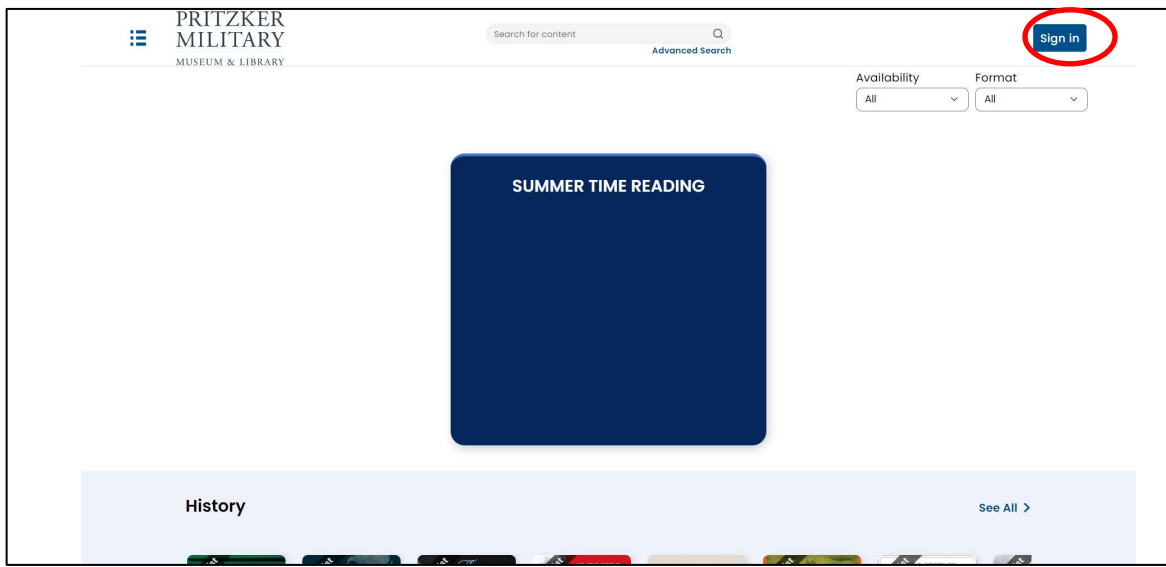 PRITZKER
MILITARY
MUSEUM & LIBRARY
Search for content
Advanced Search
Sign in
Availability
Format
All
All
SUMMER TIME READING
History
See All